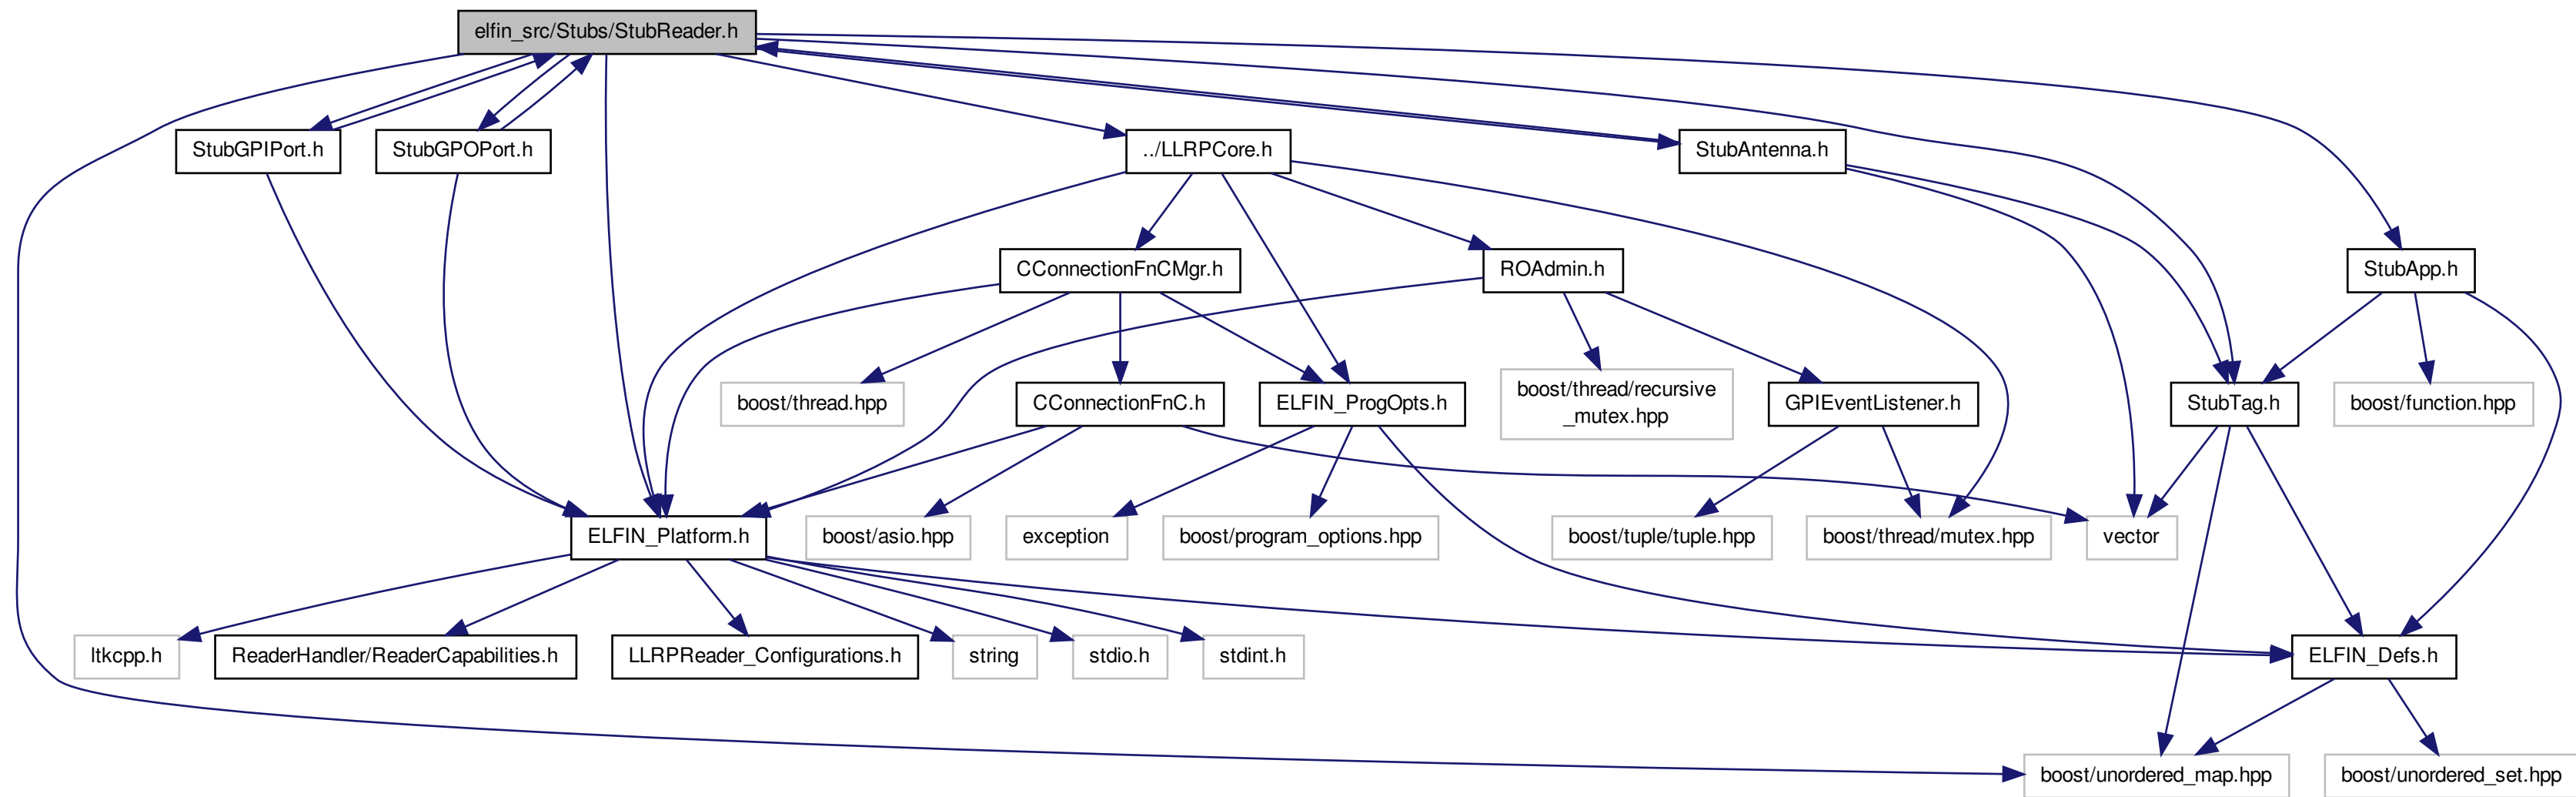 elfin_src/Stubs/StubReader.h
StubGPIPort.h
StubGPOPort.h
../LLRPCore.h
StubAntenna.h
CConnectionFnCMgr.h
ROAdmin.h
StubApp.h
boost/thread.hpp
CConnectionFnC.h
ELFIN_ProgOpts.h
boost/thread/recursive
_mutex.hpp
GPIEventListener.h
StubTag.h
boost/function.hpp
ELFIN_Platform.h
boost/asio.hpp
exception
boost/program_options.hpp
boost/tuple/tuple.hpp
boost/thread/mutex.hpp
vector
ltkcpp.h
ReaderHandler/ReaderCapabilities.h
LLRPReader_Configurations.h
string
stdio.h
stdint.h
ELFIN_Defs.h
boost/unordered_map.hpp
boost/unordered_set.hpp